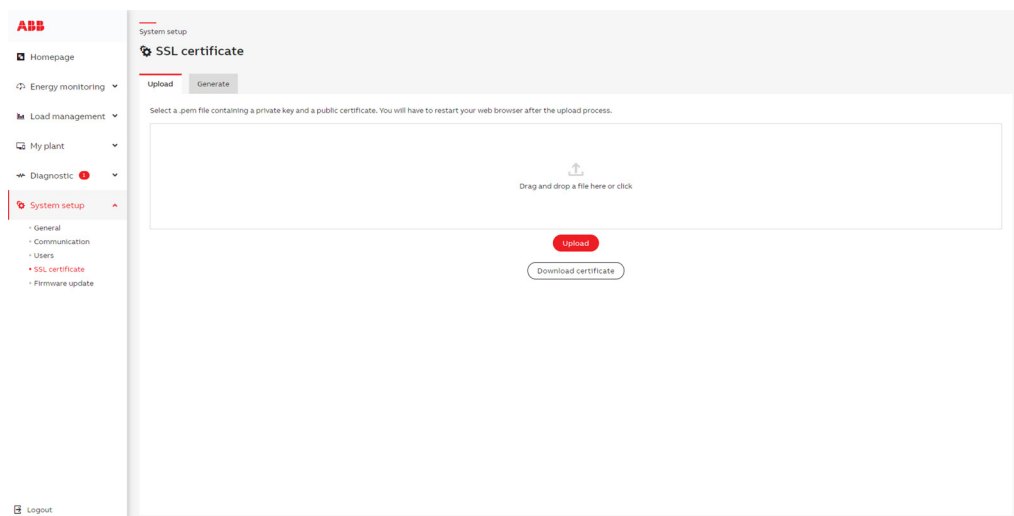 ABB
Homepage
Energy monitoring
Load management
My plant
Diagnostic 1
System setup
General
Communication
Users
SSL certificate
Firmware update
Logout
System setup
SSL certificate
Upload Generate
Select a .pem file containing a private key and a public certificate. You will have to restart your web browser after the upload process.
Drag and drop a file here or click
Upload
Download certificate